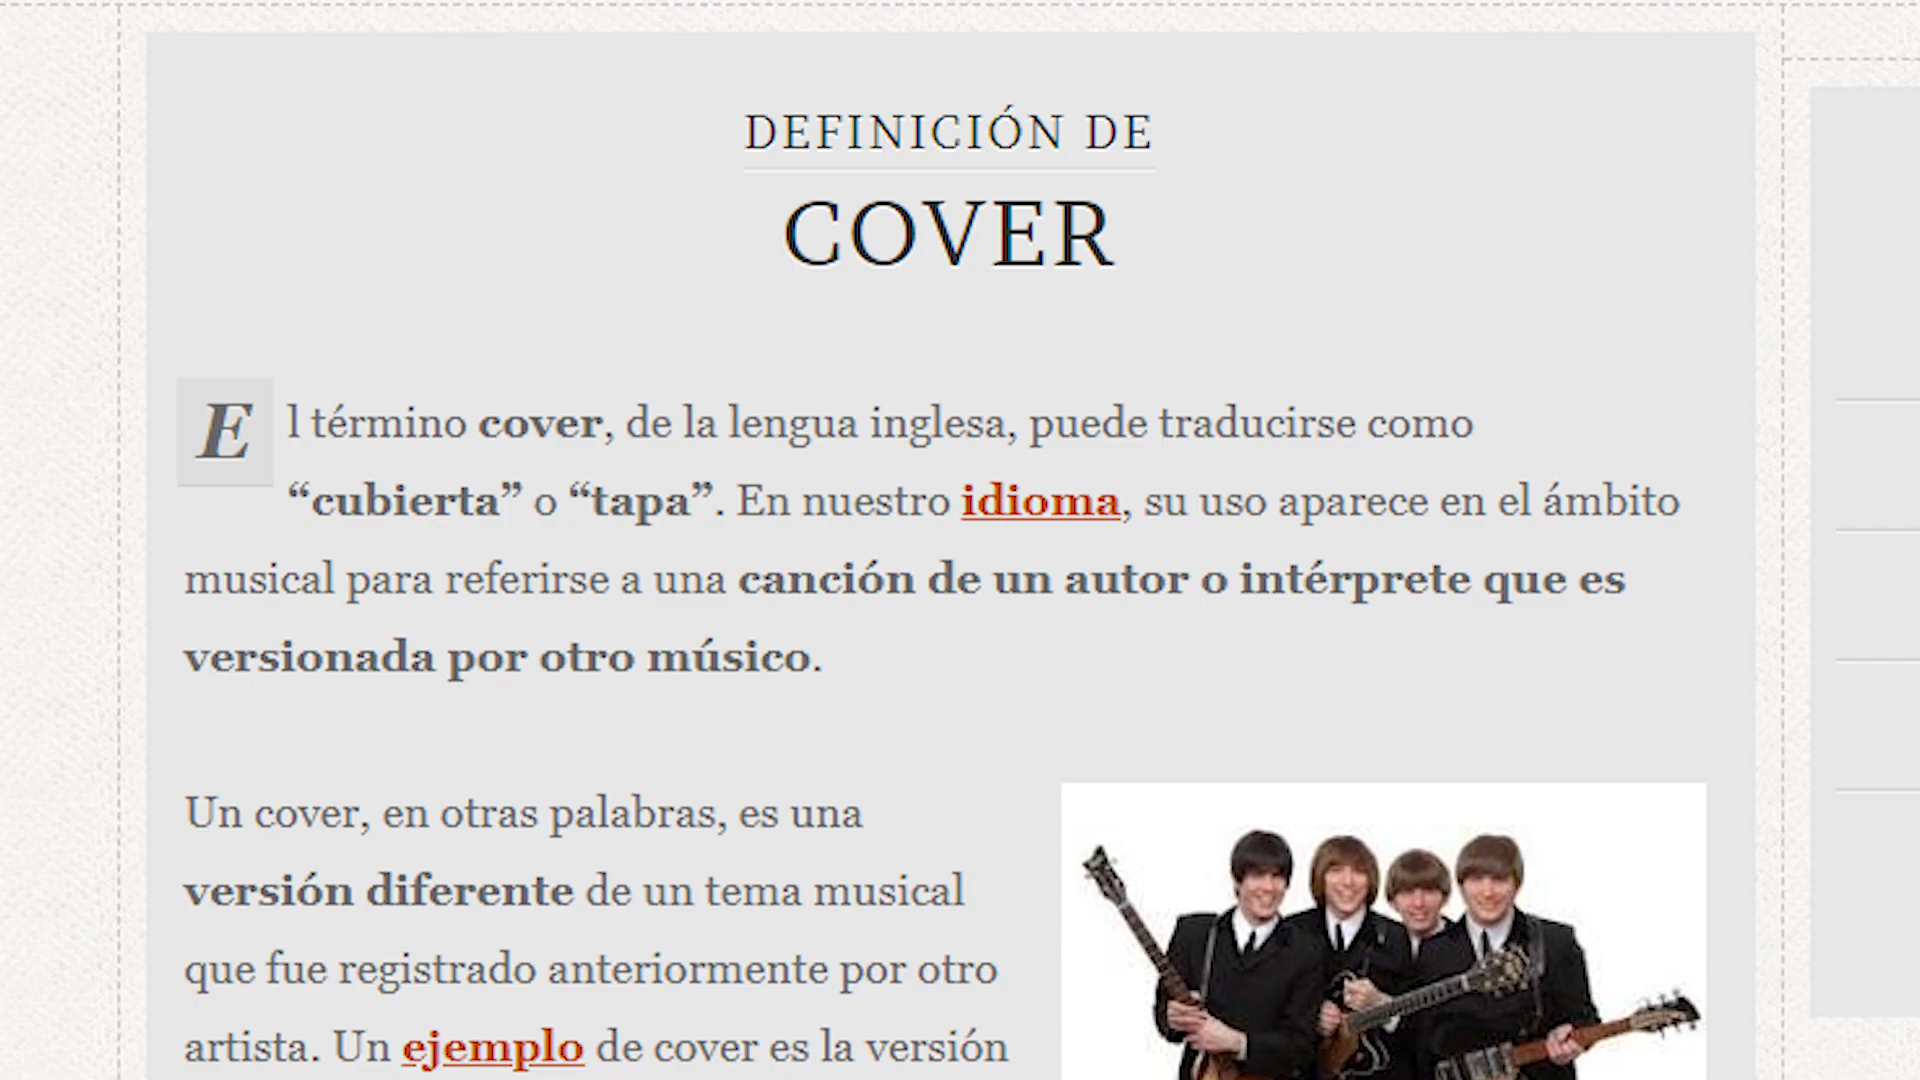 DEFINICIÓN DE
COVER
El término cover, de la lengua inglesa, puede traducirse como
“cubierta” o “tapa”. En nuestro idioma, su uso aparece en el ámbito
musical para referirse a una canción de un autor o intérprete que es
versionada por otro músico.
Un cover, en otras palabras, es una
versión diferente de un tema musical
que fue registrado anteriormente por otro
artista. Un ejemplo de cover es la versión